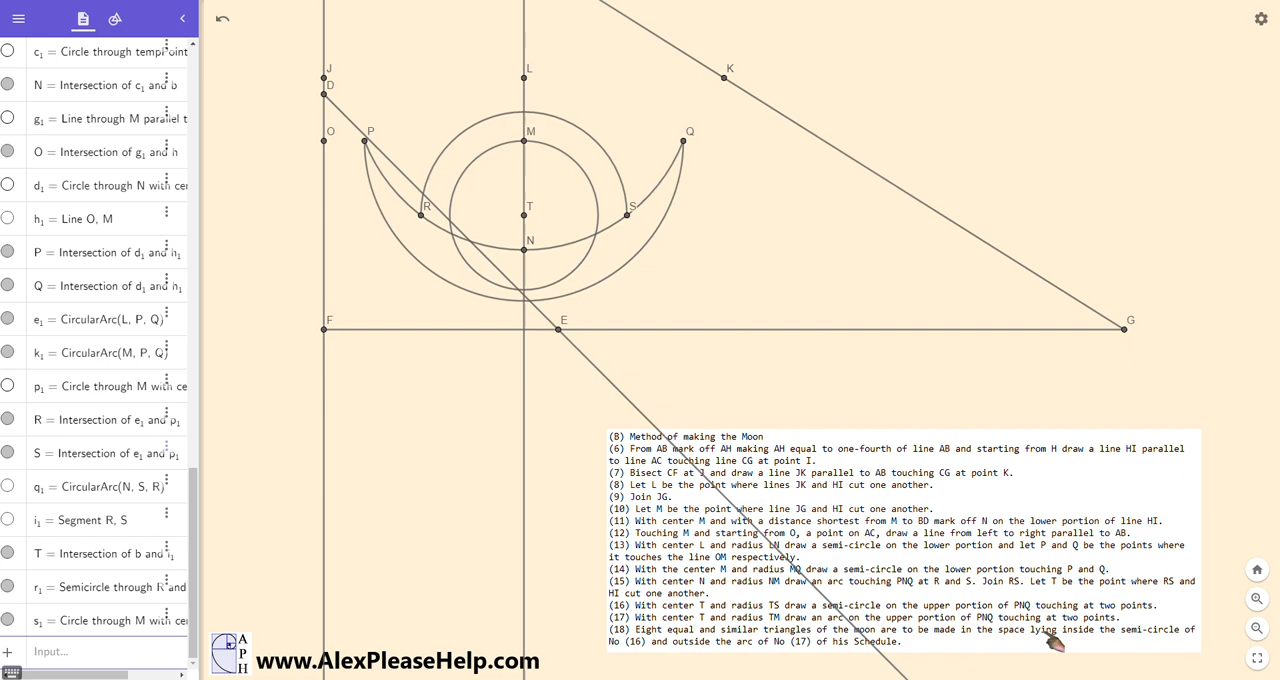 c₁ = Circle through tempPoint
N = Intersection of c₁ and b
g₁ = Line through M parallel t
O = Intersection of g₁ and h
d₁ = Circle through N with cer
h₁ = Line O, M
P = Intersection of d₁ and h₁
Q = Intersection of d₁ and h₁
e₁ = CircularArc(L, P, Q)
k₁ = CircularArc(M, P, Q)
p₁ = Circle through M with ce
R = Intersection of e₁ and p₁
S = Intersection of e₁ and p₁
q₁ = CircularArc(N, S, R)
i₁ = Segment R, S
T = Intersection of b and i₁
r₁ = Semicircle through R and
s₁ = Circle through M with ce
Input...
J
L
K
D
O
P
M
Q
R
T
S
N
F
E
G
(B) Method of making the Moon
(6) From AB mark off AH making AH equal to one-fourth of line AB and starting from H draw a line HI parallel
to line AC touching line CG at point I.
(7) Bisect CF at J and draw a line JK parallel to AB touching CG at point K.
(8) Let L be the point where lines JK and HI cut one another.
(9) Join JG.
(10) Let M be the point where line JG and HI cut one another.
(11) With center M and with a distance shortest from M to BD mark off N on the lower portion of line HI.
(12) Touching M and starting from O, a point on AC, draw a line from left to right parallel to AB.
(13) With center L and radius LN draw a semi-circle on the lower portion and let P and Q be the points where
it touches the line OM respectively.
(14) With the center M and radius MQ draw a semi-circle on the lower portion touching P and Q.
(15) With center N and radius NM draw an arc touching PNQ at R and S. Join RS. Let T be the point where RS and
HI cut one another.
(16) With center T and radius TS draw a semi-circle on the upper portion of PNQ touching at two points.
(17) With center T and radius TM draw an arc on the upper portion of PNQ touching at two points.
(18) Eight equal and similar triangles of the moon are to be made in the space lying inside the semi-circle of
No (16) and outside the arc of No (17) of his Schedule.
A
P
H
www.AlexPleaseHelp.com